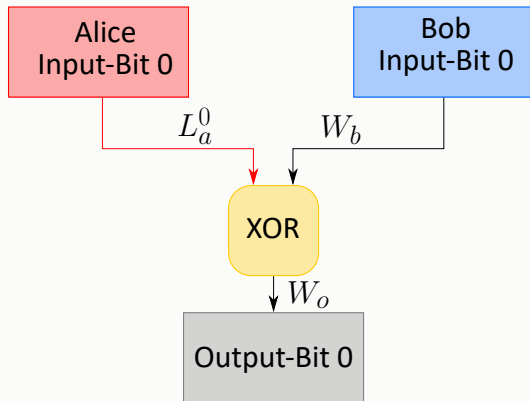 Alice
Input-Bit 0
Bob
Input-Bit 0
L_a^0
W_b
XOR
W_o
Output-Bit 0